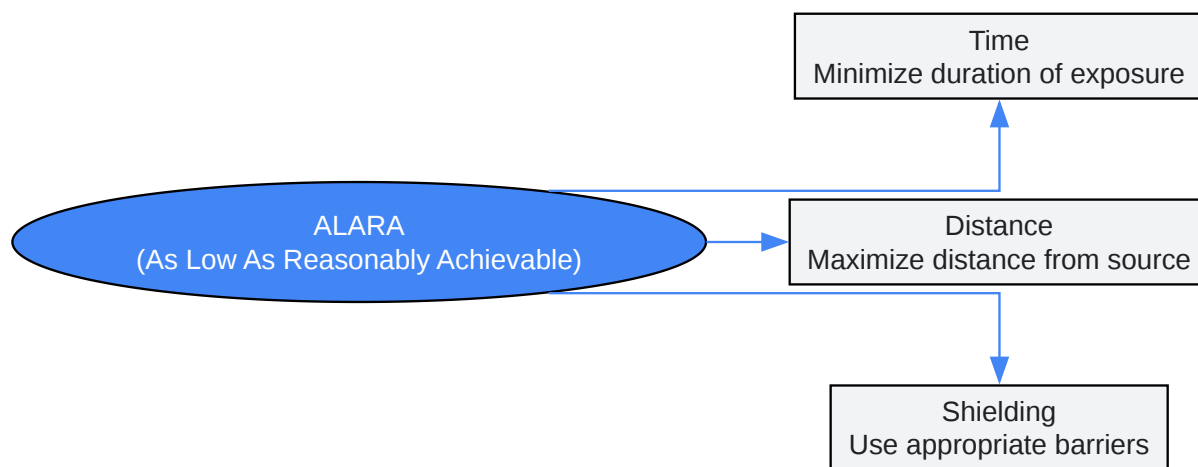 Time
Minimize duration of exposure
ALARA
(As Low As Reasonably Achievable)
Distance
Maximize distance from source
Shielding
Use appropriate barriers